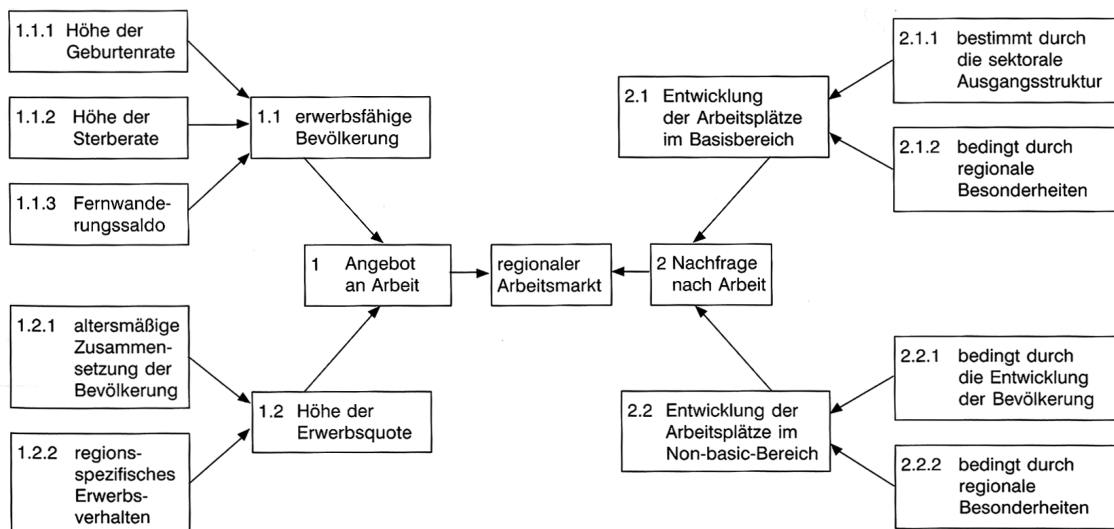 1.1.1 Höhe der
Geburtenrate
1.1.2 Höhe der
Sterberate
1.1.3 Fernwande-
rungssaldo
1.1 erwerbsfähige
Bevölkerung
1 Angebot
an Arbeit
1.2.1 altersmäßige
Zusammen-
setzung der
Bevölkerung
1.2.2 regions-
spezifisches
Erwerbs-
verhalten
1.2 Höhe der
Erwerbsquote
regionaler
Arbeitsmarkt
2 Nachfrage
nach Arbeit
2.1 Entwicklung
der Arbeitsplätze
im Basisbereich
2.1.1 bestimmt durch
die sektorale
Ausgangsstruktur
2.1.2 bedingt durch
regionale
Besonderheiten
2.2 Entwicklung der
Arbeitsplätze im
Non-basic-Bereich
2.2.1 bedingt durch
die Entwicklung
der Bevölkerung
2.2.2 bedingt durch
regionale
Besonderheiten